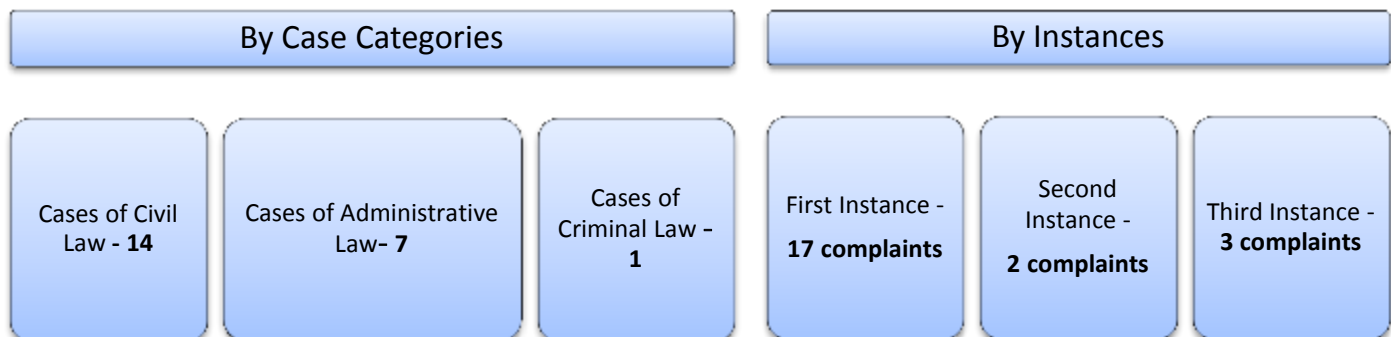 By Case Categories
By Instances
Cases of Civil
Law - 14
Cases of Administrative
Law– 7
Cases of
Criminal Law –
1
First Instance -
17 complaints
Second
Instance -
2 complaints
Third Instance -
3 complaints